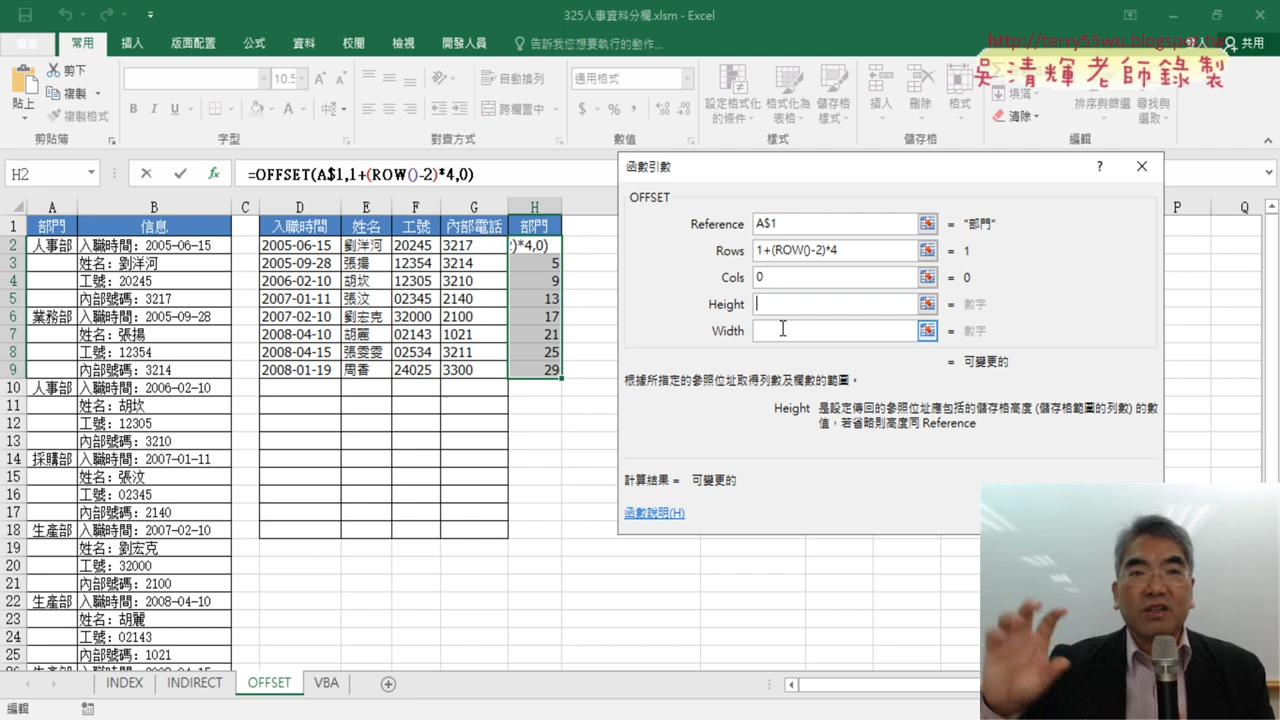 325人事資料分欄.xlsm - Excel
http://terry55wu.blogspot.tw
吳清輝老師錄製
常用 插入 版面配置 公式 資料 校閱 檢視 開發人員 告訴我您想要執行的動作... 登入 共用
貼上 剪下 複製 複製格式 剪貼簿
10.5 B I U A 字型
自動換列 跨欄置中 對齊方式
通用格式 $ % 數值
設定格式化的條件 格式化為表格 儲存格樣式 樣式
插入 刪除 格式 儲存格
填滿 清除 排序與篩選 尋找與選取 編輯
H2 =OFFSET(A$1,1+(ROW()-2)*4,0)
A B C D E F G H P Q
1 部門 信息 入職時間 姓名 工號 內部電話 部門
2 人事部 入職時間：2005-06-15 2005-06-15 劉洋河 20245 3217 )*4,0)
3 姓名：劉洋河 2005-09-28 張揚 12354 3214 5
4 工號：20245 2006-02-10 胡坎 12305 3210 9
5 內部號碼：3217 2007-01-11 張汶 02345 2140 13
6 業務部 入職時間：2005-09-28 2007-02-10 劉宏克 32000 2100 17
7 姓名：張揚 2008-04-10 胡麗 02143 1021 21
8 工號：12354 2008-04-15 張雯雯 02534 3211 25
9 內部號碼：3214 2008-01-19 周香 24025 3300 29
10 人事部 入職時間：2006-02-10
11 姓名：胡坎
12 工號：12305
13 內部號碼：3210
14 採購部 入職時間：2007-01-11
15 姓名：張汶
16 工號：02345
17 內部號碼：2140
18 生產部 入職時間：2007-02-10
19 姓名：劉宏克
20 工號：32000
21 內部號碼：2100
22 生產部 入職時間：2008-04-10
23 姓名：胡麗
24 工號：02143
25 內部號碼：1021
函數引數 ?
OFFSET
Reference A$1 = "部門"
Rows 1+(ROW()-2)*4 = 1
Cols 0 = 0
Height = 數字
Width = 數字
= 可變更的
根據所指定的參照位址取得列數及欄數的範圍。
Height 是設定傳回的參照位址應包括的儲存格高度 (儲存格範圍的列數) 的數
值，若省略則高度同 Reference
計算結果 = 可變更的
函數說明(H)
INDEX INDIRECT OFFSET VBA
編輯